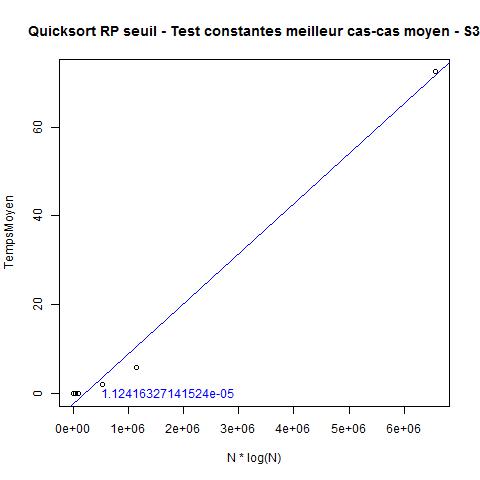 Quicksort RP seuil - Test constantes meilleur cas-cas moyen - S3
TempsMoyen
60
40
20
0
1.12416327141524e-05
0e+00 1e+06 2e+06 3e+06 4e+06 5e+06 6e+06
N * log(N)